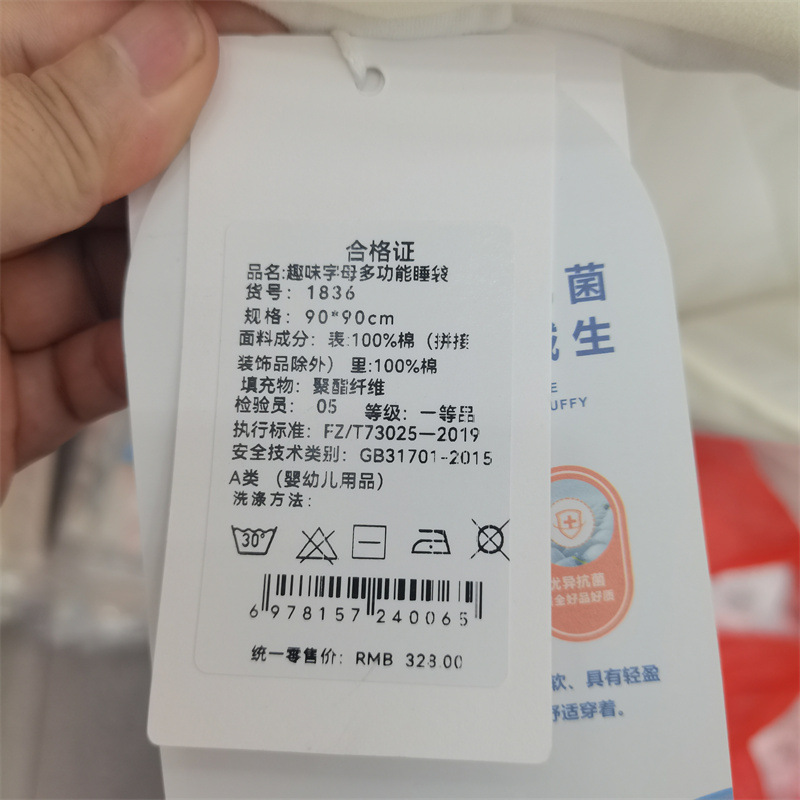 合格证
品名:趣味字母多功能睡袋
货号: 1836
规格: 90*90cm
面料成分: 表:100%棉（拼接
装饰品除外） 里:100%棉
填充物: 聚酯纤维
检验员: 05 等级: 一等品
执行标准: FZ/T73025—2019
安全技术类别: GB31701-2015
A类 （婴幼儿用品）
洗涤方法:
30°
6 978157 240065
统一零售价: RMB 328.00
菌
生
E
UFFY
优异抗菌
全好品好质
软、具有轻盈
舒适穿着。